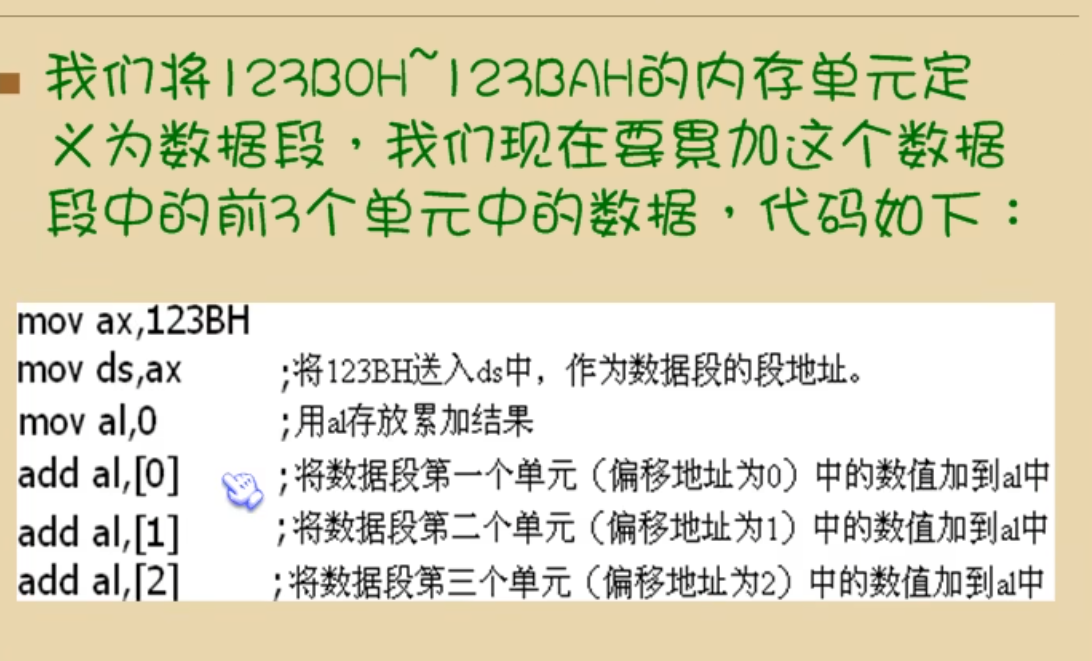 我们将123B0H~123BAH的内存单元定
义为数据段，我们现在要累加这个数据
段中的前3个单元中的数据，代码如下：
mov ax,123BH
mov ds,ax ;将123BH送入ds中，作为数据段的段地址。
mov al,0 ;用al存放累加结果
add al,[0] ;将数据段第一个单元（偏移地址为0）中的数值加到al中
add al,[1] ;将数据段第二个单元（偏移地址为1）中的数值加到al中
add al,[2] ;将数据段第三个单元（偏移地址为2）中的数值加到al中